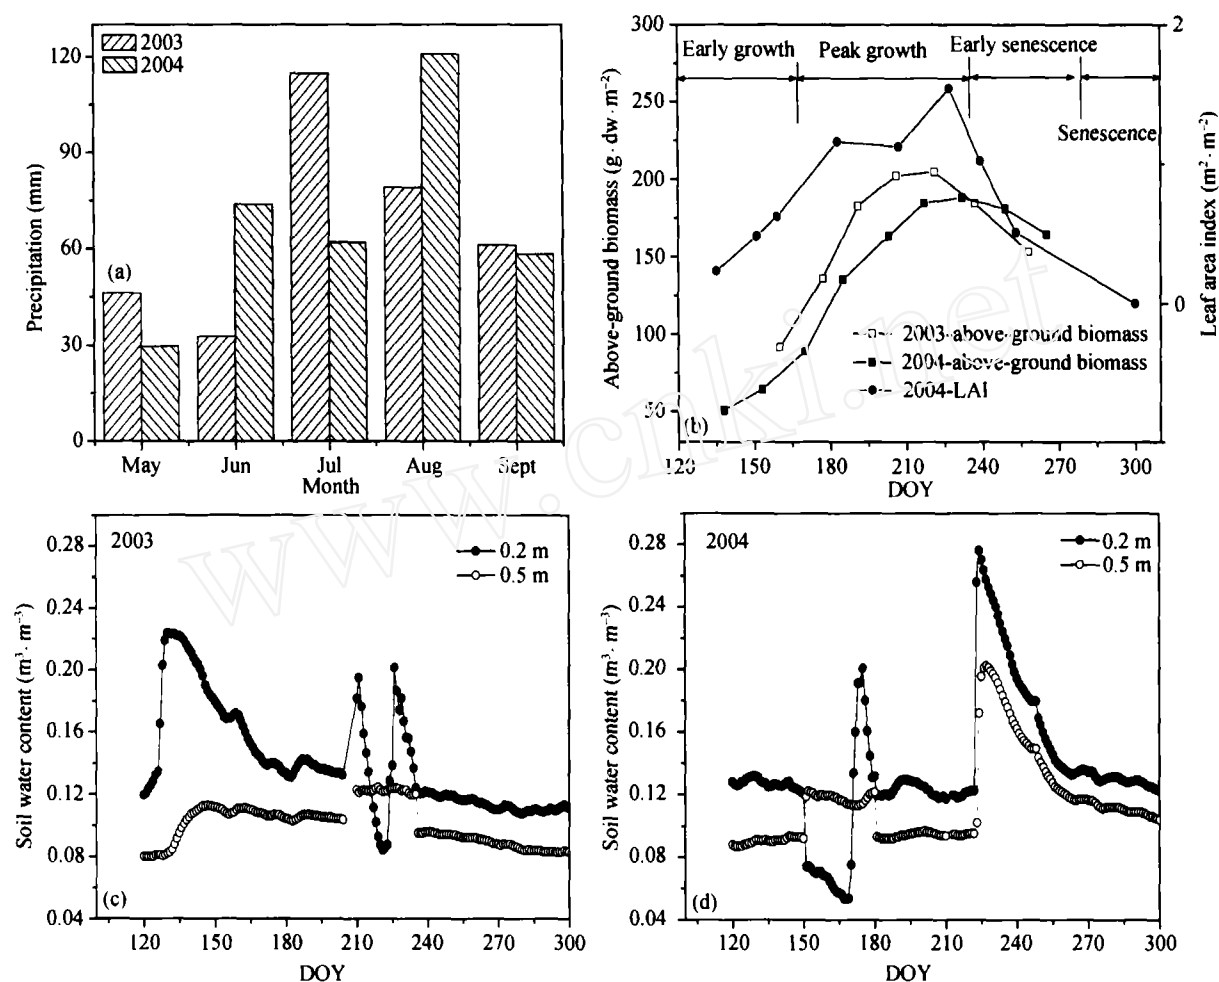 2003
2004
120
90
60
30
0
Precipitation (mm)
(a)
May Jun Jul Aug Sept
Month
300
250
200
150
100
50
Above-ground biomass (g · dw · m⁻²)
Early growth Peak growth Early senescence
Senescence
2
0
Leaf area index (m² · m⁻²)
2003-above-ground biomass
2004-above-ground biomass
2004-LAI
(b)
120 180 210 240 270 300
DOY
2003
0.2 m
0.5 m
0.28
0.24
0.20
0.16
0.12
0.08
0.04
Soil water content (m³ · m⁻³)
(c)
120 150 180 210 240 270 300
DOY
2004
0.2 m
0.5 m
0.28
0.24
0.20
0.16
0.12
0.08
0.04
Soil water content (m³ · m⁻³)
(d)
120 150 180 210 240 270 300
DOY
www.cnki.net